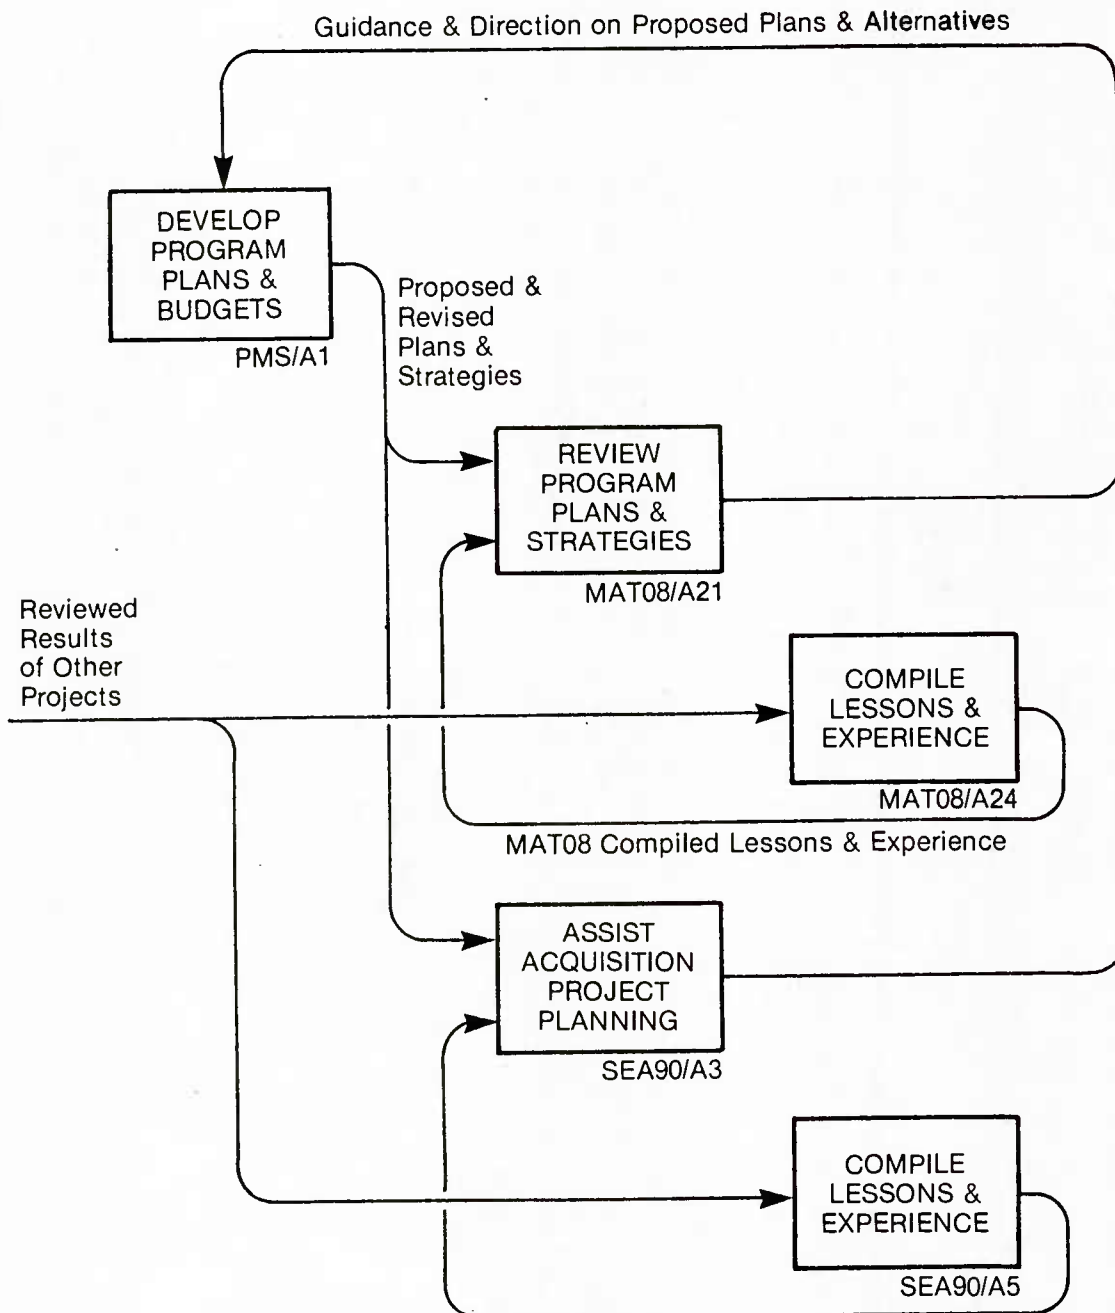 Guidance & Direction on Proposed Plans & Alternatives
DEVELOP
PROGRAM
PLANS &
BUDGETS
PMS/A1
Proposed &
Revised
Plans &
Strategies
REVIEW
PROGRAM
PLANS &
STRATEGIES
MAT08/A21
Reviewed
Results
of Other
Projects
COMPILE
LESSONS &
EXPERIENCE
MAT08/A24
MAT08 Compiled Lessons & Experience
ASSIST
ACQUISITION
PROJECT
PLANNING
SEA90/A3
COMPILE
LESSONS &
EXPERIENCE
SEA90/A5